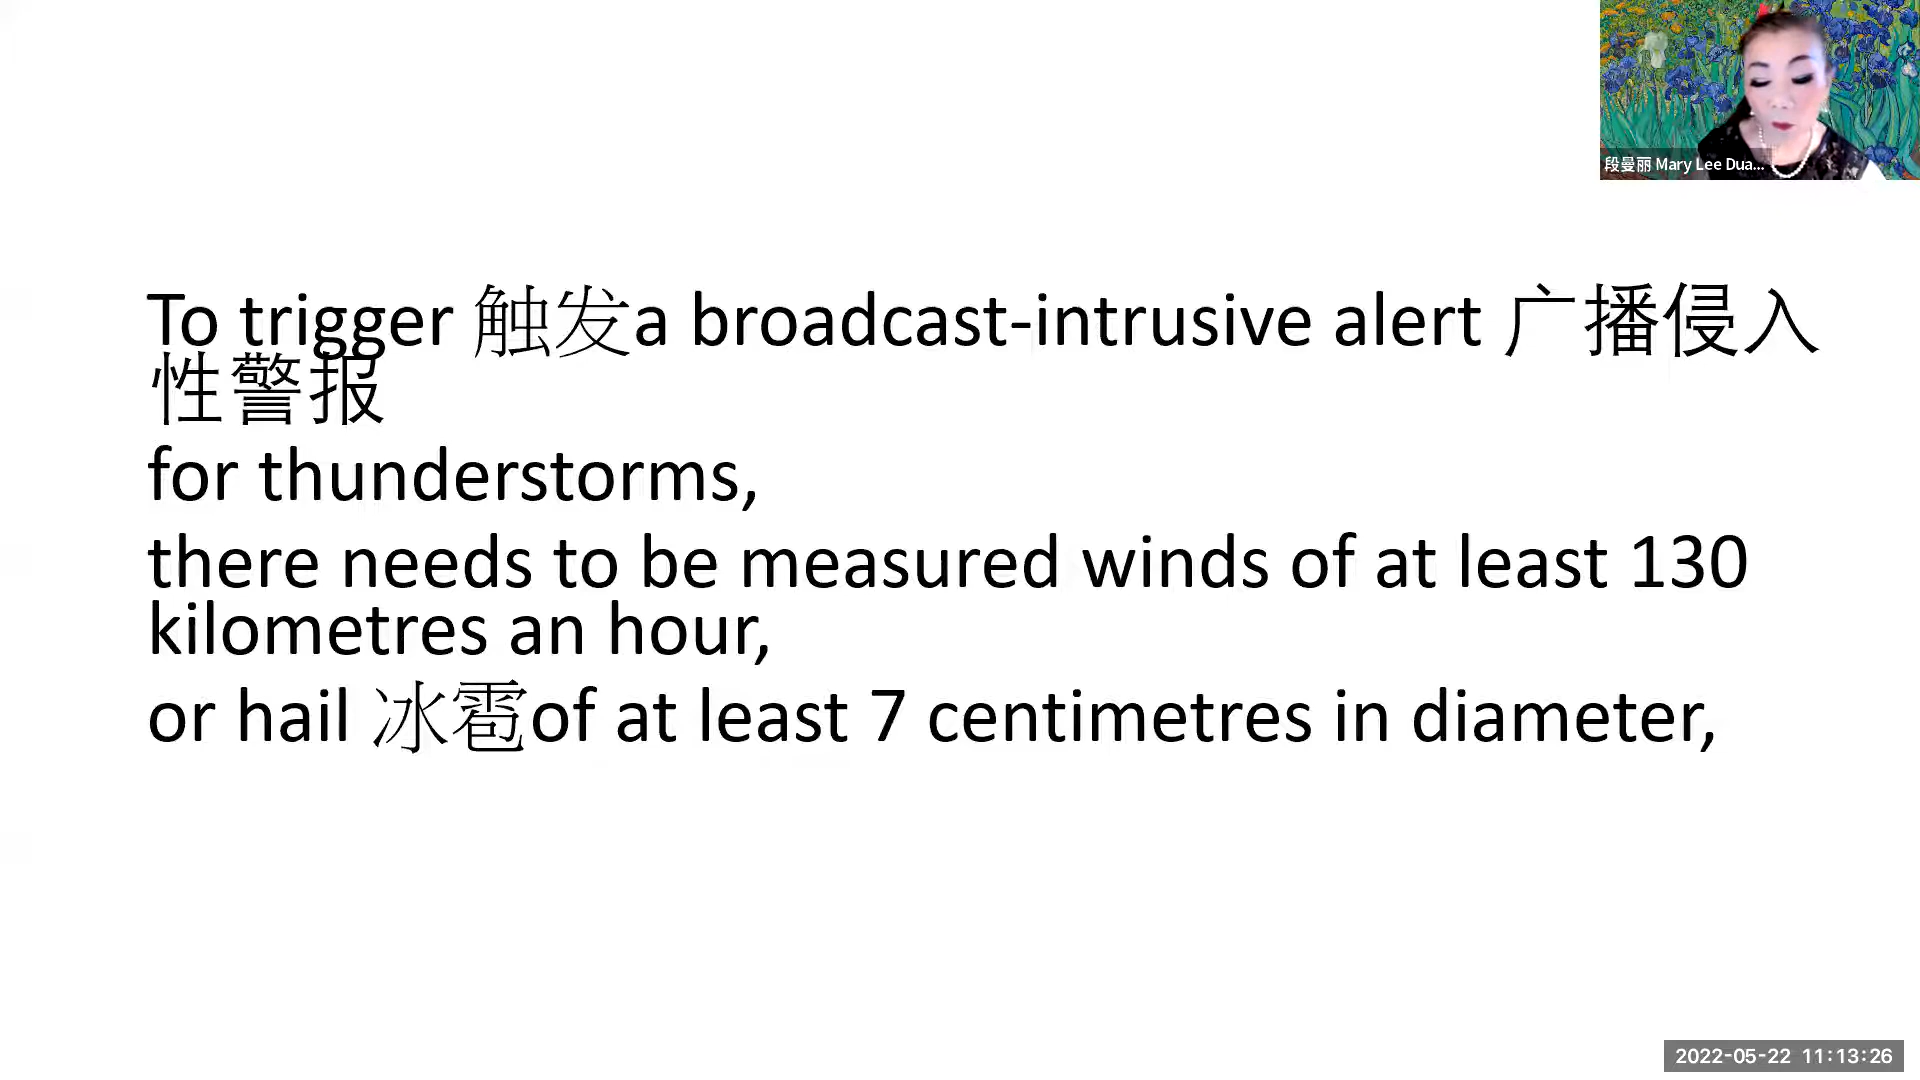 段曼丽 Mary Lee Dua...
To trigger 触发a broadcast-intrusive alert 广播侵入
性警报
for thunderstorms,
there needs to be measured winds of at least 130
kilometres an hour,
or hail 冰雹of at least 7 centimetres in diameter,
2022-05-22 11:13:26